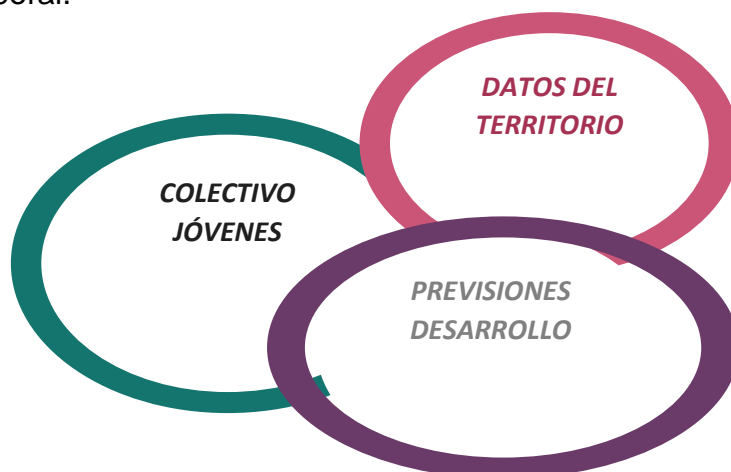 DATOS DEL
TERRITORIO
COLECTIVO
JÓVENES
PREVISIONES
DESARROLLO